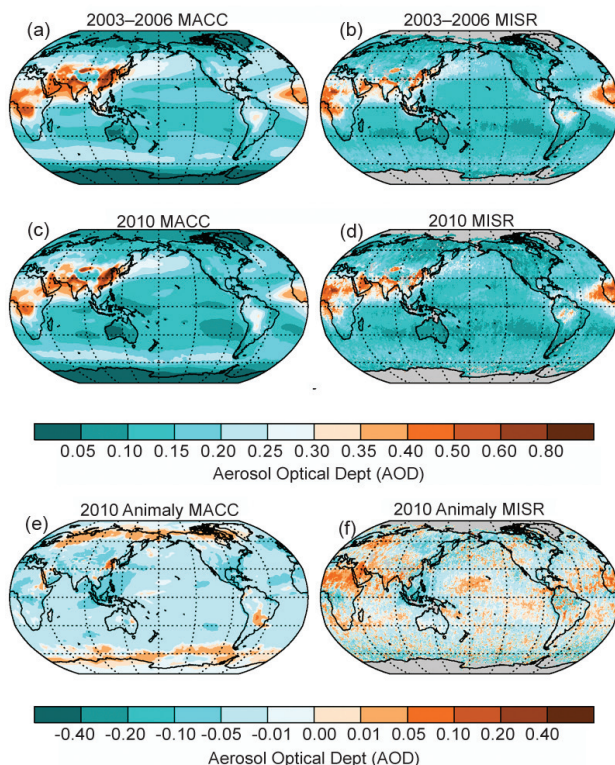 (a) 2003–2006 MACC
(b) 2003–2006 MISR
(c) 2010 MACC
(d) 2010 MISR
0.05 0.10 0.15 0.20 0.25 0.30 0.35 0.40 0.50 0.60 0.80
Aerosol Optical Dept (AOD)
(e) 2010 Animaly MACC
(f) 2010 Animaly MISR
-0.40 -0.20 -0.10 -0.05 -0.01 0.00 0.01 0.05 0.10 0.20 0.40
Aerosol Optical Dept (AOD)